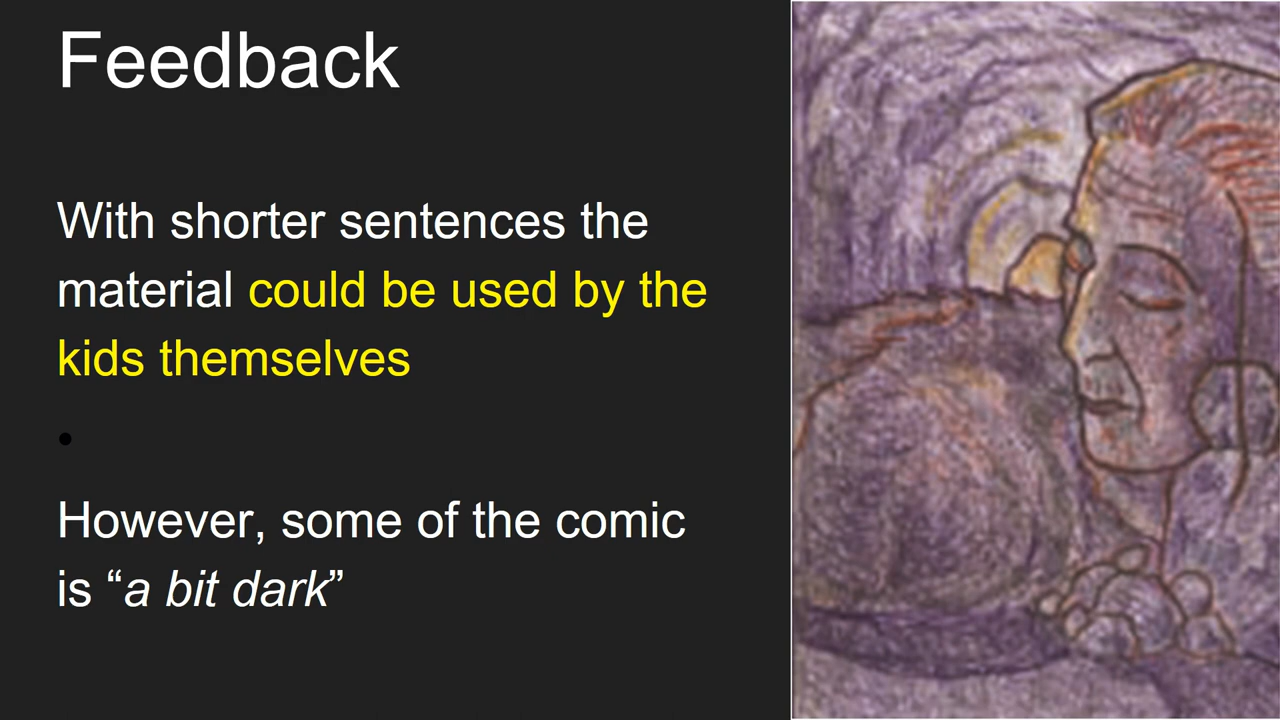 Feedback
With shorter sentences the
material could be used by the
kids themselves
•
However, some of the comic
is “a bit dark”